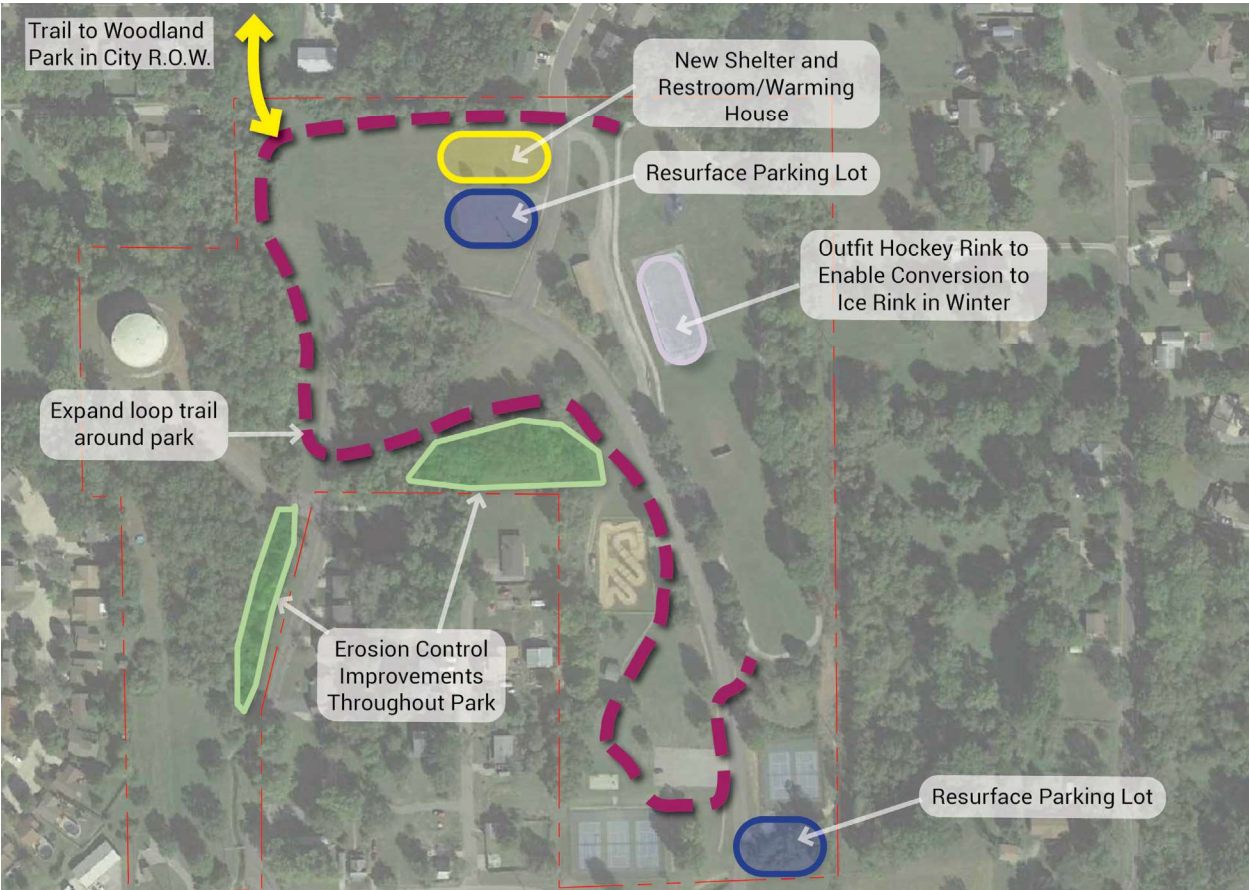 Trail to Woodland
Park in City R.O.W.
New Shelter and
Restroom/Warming
House
Resurface Parking Lot
Outfit Hockey Rink to
Enable Conversion to
Ice Rink in Winter
Expand loop trail
around park
Erosion Control
Improvements
Throughout Park
Resurface Parking Lot